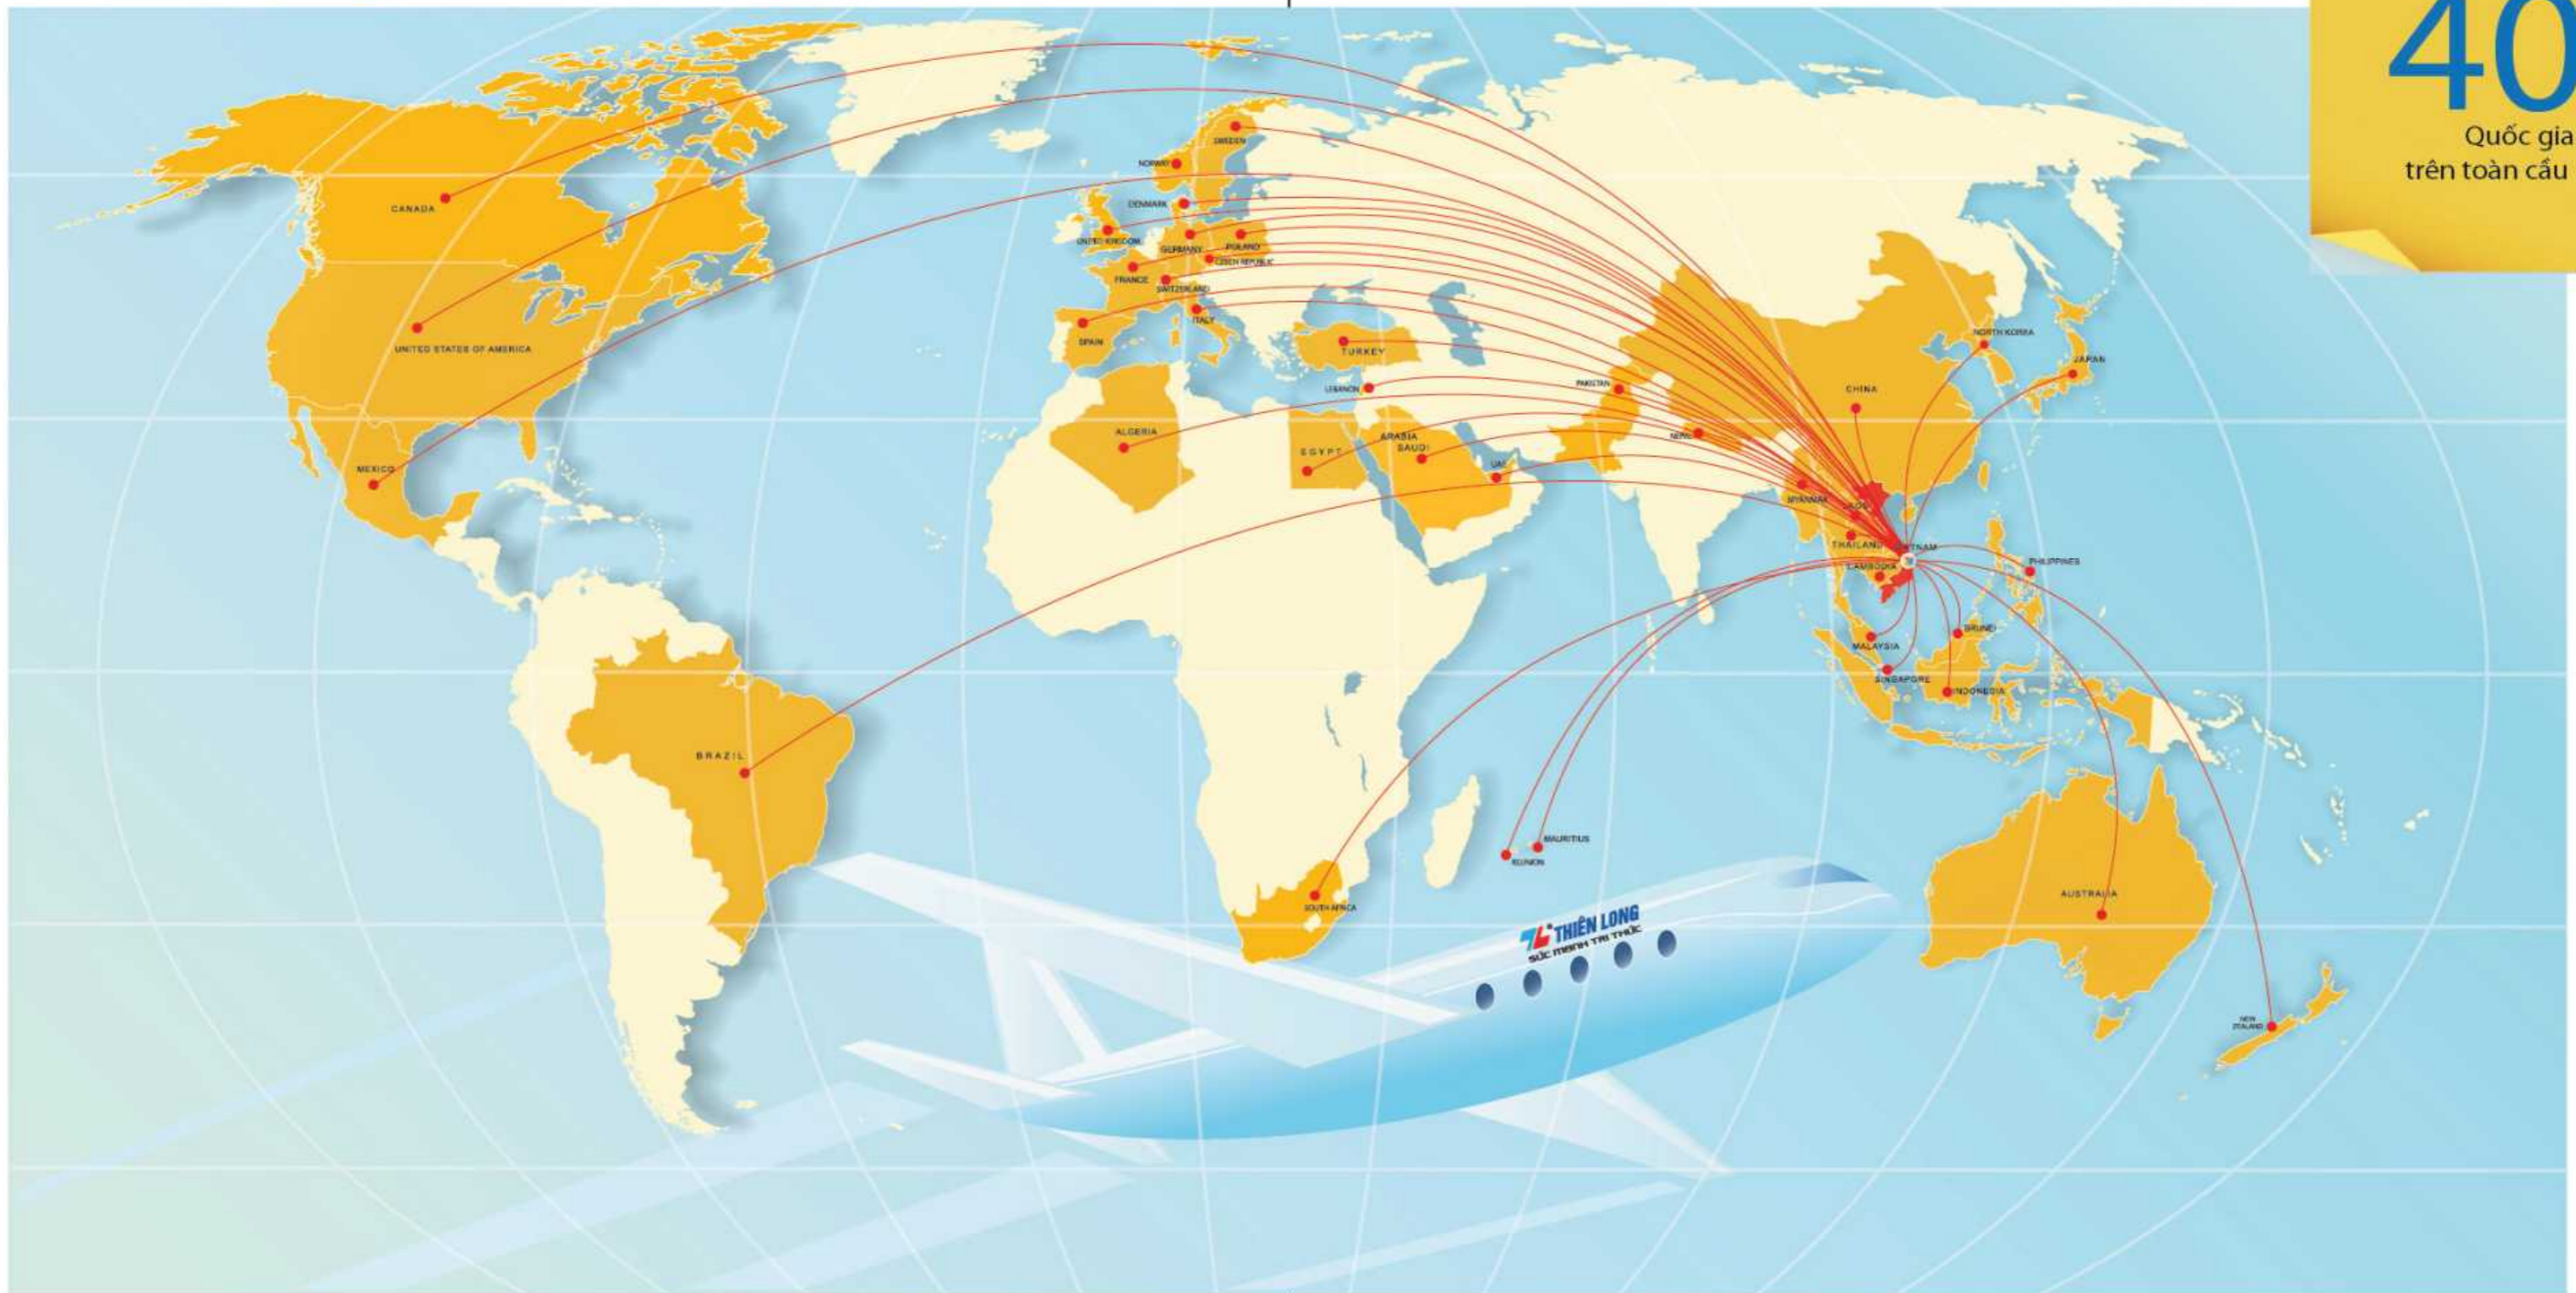 40
Quốc gia
trên toàn cầu
SWEDEN
NORWAY
CANADA
DENMARK
UNITED KINGDOM
GERMANY
POLAND
CZECH REPUBLIC
FRANCE
SWITZERLAND
ITALY
SPAIN
TURKEY
UNITED STATES OF AMERICA
NORTH KOREA
JAPAN
LEBANON
PAKISTAN
CHINA
ALGERIA
ARABIA
SAUDI
EGYPT
NEPAL
UAE
MEXICO
MYANMAR
LAOS
THAILAND
VIETNAM
CAMBODIA
PHILIPPINES
BRUNEI
MALAYSIA
SINGAPORE
INDONESIA
BRAZIL
MAURITIUS
REUNION
SOUTH AFRICA
AUSTRALIA
THIÊN LONG
SỨC MẠNH TRI THỨC
NEW
ZEALAND